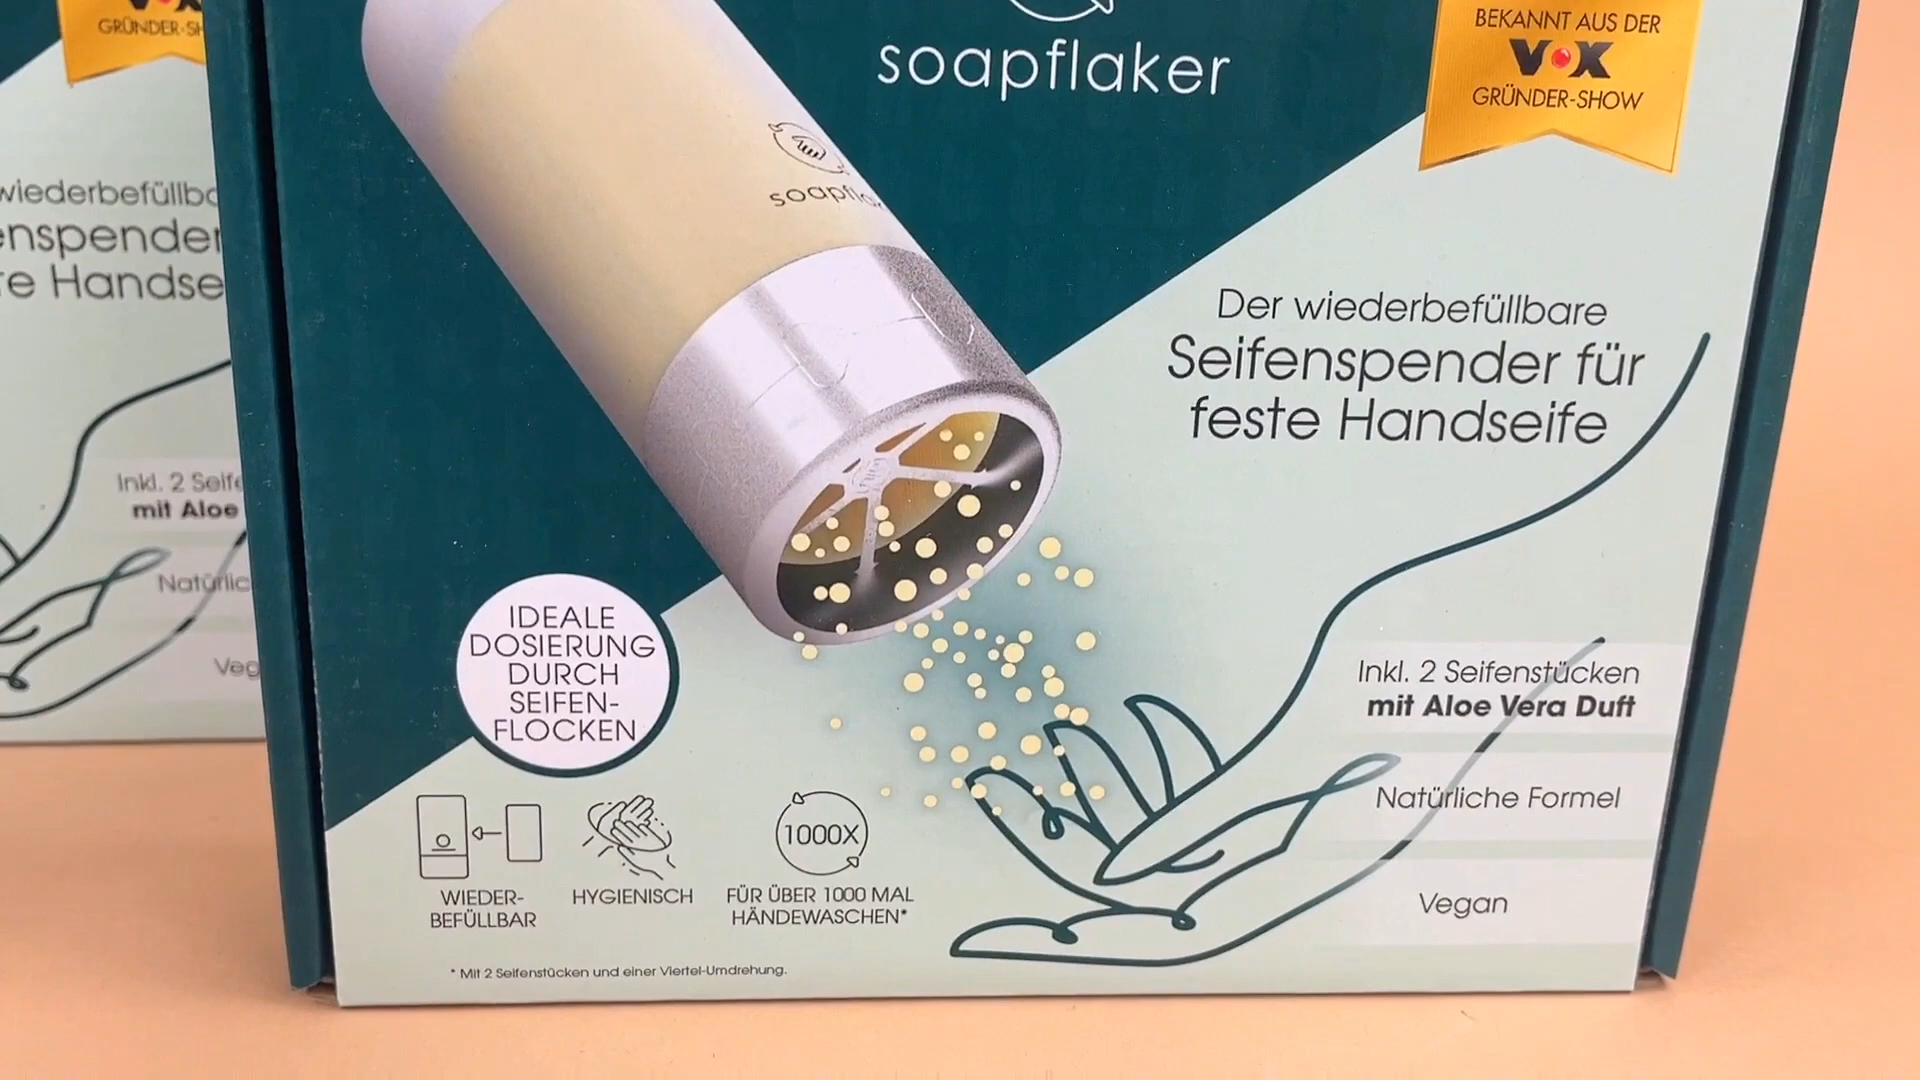 GRÜNDER-SH
wiederbefüllba
enspender
re Handse
Inkl. 2 Seife
mit Aloe
Natürlic
Veg
soapflaker
BEKANNT AUS DER
VOX
GRÜNDER-SHOW
soapfla
Der wiederbefüllbare
Seifenspender für
feste Handseife
IDEALE
DOSIERUNG
DURCH
SEIFEN-
FLOCKEN
Inkl. 2 Seifenstücken
mit Aloe Vera Duft
Natürliche Formel
Vegan
WIEDER-
BEFÜLLBAR
HYGIENISCH
1000X
FÜR ÜBER 1000 MAL
HÄNDEWASCHEN*
* Mit 2 Seifenstücken und einer Viertel-Umdrehung.